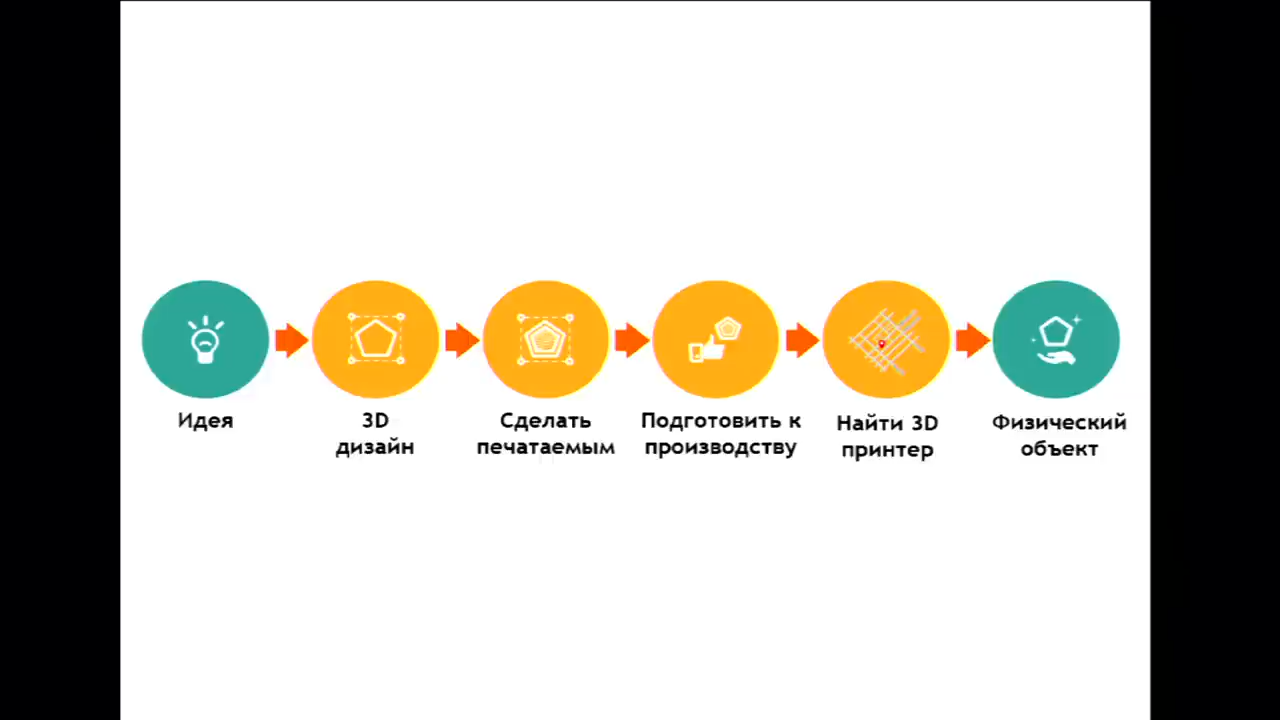 Идея
3D
дизайн
Сделать
печатаемым
Подготовить к
производству
Найти 3D
принтер
Физический
объект